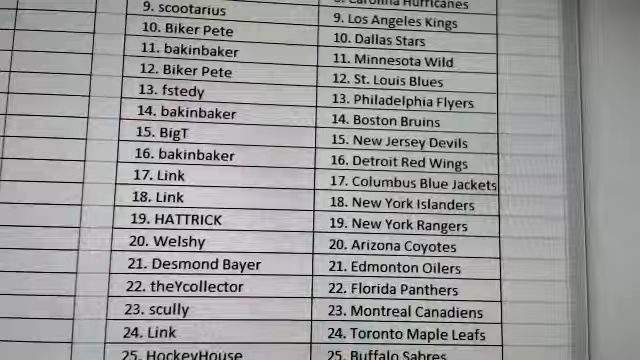 9. scootarius 8. Carolina Hurricanes
10. Biker Pete 9. Los Angeles Kings
11. bakinbaker 10. Dallas Stars
12. Biker Pete 11. Minnesota Wild
13. fstedy 12. St. Louis Blues
14. bakinbaker 13. Philadelphia Flyers
15. BigT 14. Boston Bruins
16. bakinbaker 15. New Jersey Devils
17. Link 16. Detroit Red Wings
18. Link 17. Columbus Blue Jackets
19. HATTRICK 18. New York Islanders
20. Welshy 19. New York Rangers
21. Desmond Bayer 20. Arizona Coyotes
22. theYcollector 21. Edmonton Oilers
23. scully 22. Florida Panthers
24. Link 23. Montreal Canadiens
25. HockeyHouse 24. Toronto Maple Leafs
25. Buffalo Sabres